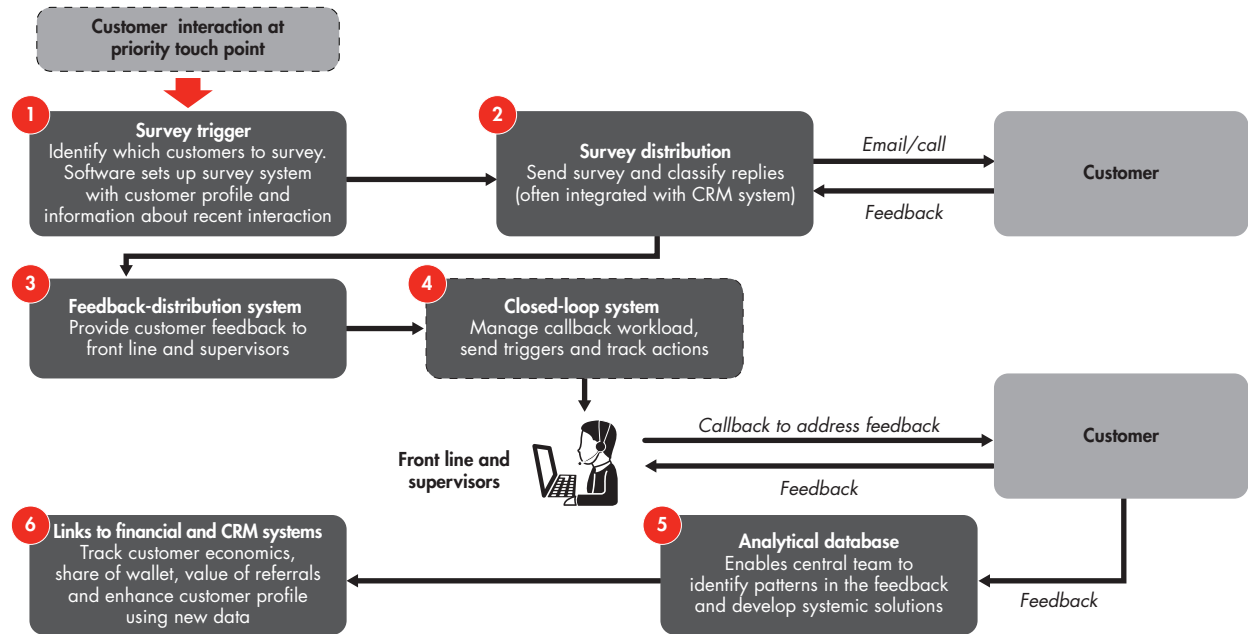 Customer interaction at
priority touch point
1
Survey trigger
Identify which customers to survey.
Software sets up survey system
with customer profile and
information about recent interaction
2
Survey distribution
Send survey and classify replies
(often integrated with CRM system)
Email/call
Feedback
Customer
3
Feedback-distribution system
Provide customer feedback to
front line and supervisors
4
Closed-loop system
Manage callback workload,
send triggers and track actions
Front line and
supervisors
Callback to address feedback
Feedback
Customer
6
Links to financial and CRM systems
Track customer economics,
share of wallet, value of referrals
and enhance customer profile
using new data
5
Analytical database
Enables central team to
identify patterns in the feedback
and develop systemic solutions
Feedback